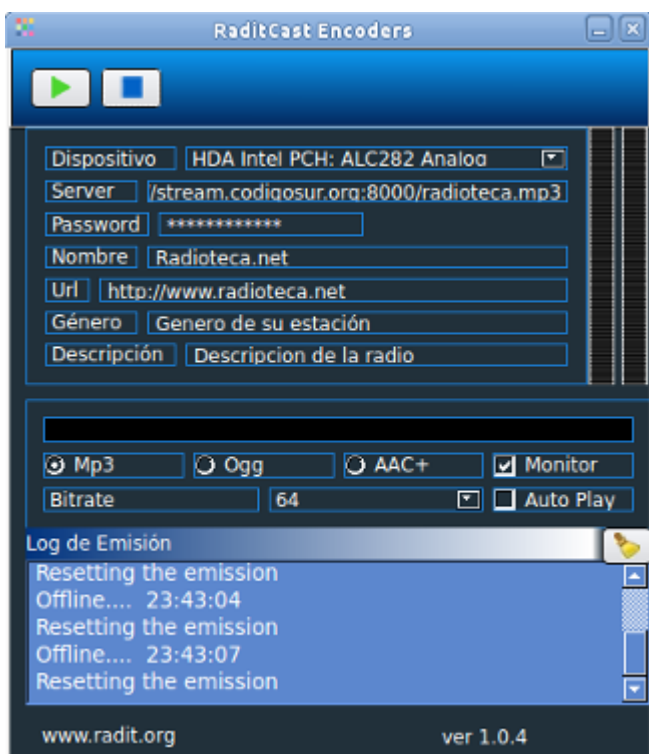 RaditCast Encoders
Dispositivo HDA Intel PCH: ALC282 Analog
Server /stream.codigosur.org:8000/radioteca.mp3
Password ************
Nombre Radioteca.net
Url http://www.radioteca.net
Género Genero de su estación
Descripción Descripcion de la radio
Mp3 Ogg AAC+ Monitor
Bitrate 64 Auto Play
Log de Emisión
Resetting the emission
Offline.... 23:43:04
Resetting the emission
Offline.... 23:43:07
Resetting the emission
www.radit.org ver 1.0.4